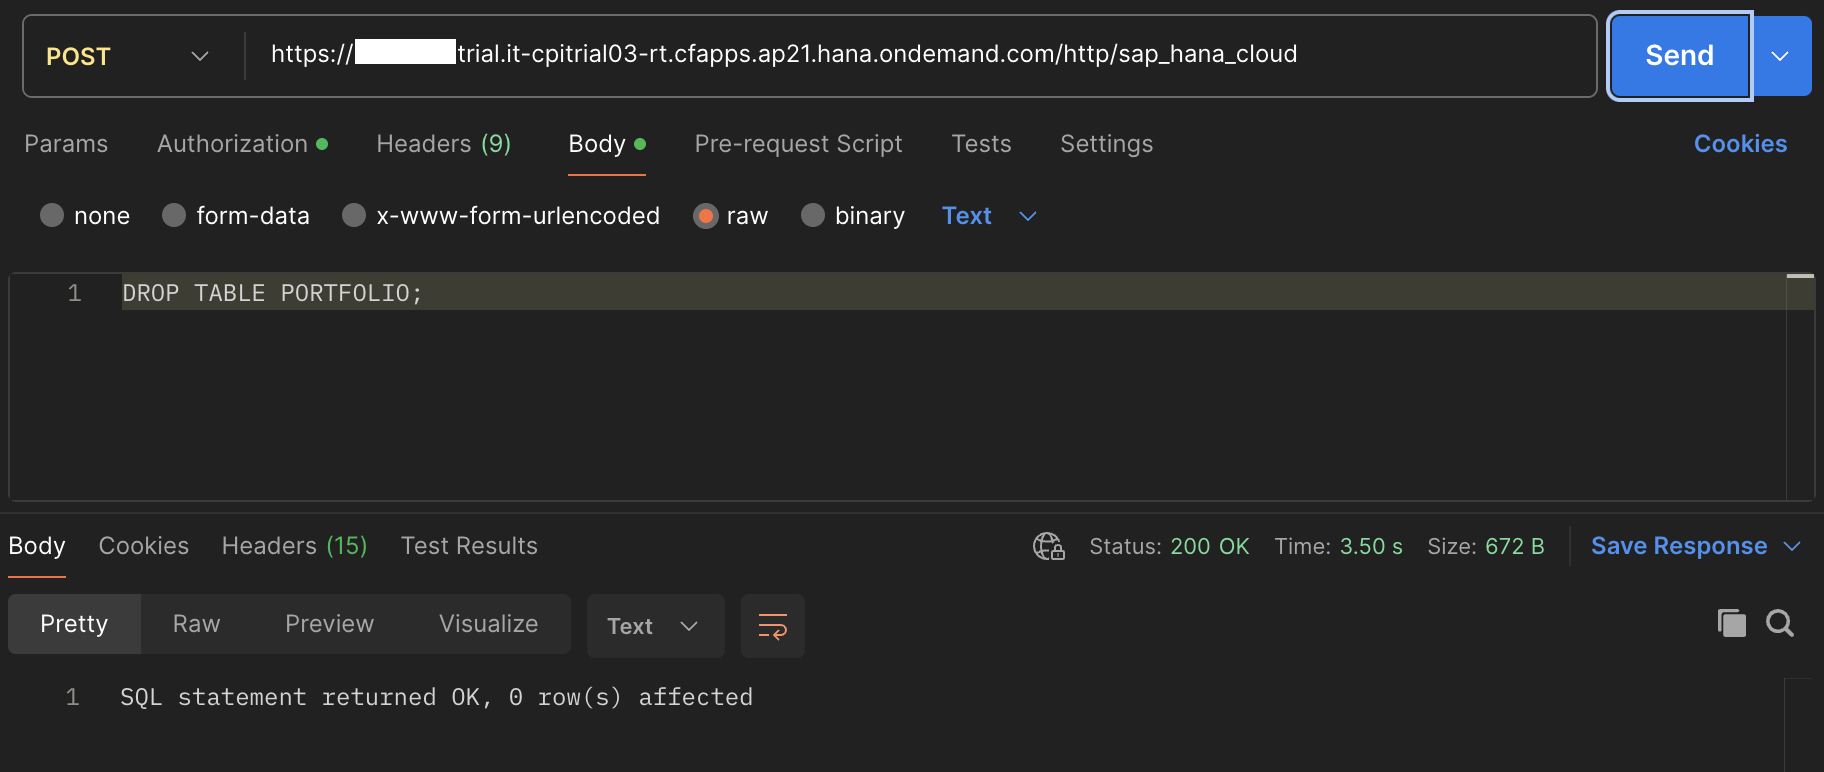 POST https://trial.it-cpitrial03-rt.cfapps.ap21.hana.ondemand.com/http/sap_hana_cloud Send
Params Authorization Headers (9) Body Pre-request Script Tests Settings Cookies
none form-data x-www-form-urlencoded raw binary Text
1 DROP TABLE PORTFOLIO;
Body Cookies Headers (15) Test Results Status: 200 OK Time: 3.50 s Size: 672 B Save Response
Pretty Raw Preview Visualize Text
1 SQL statement returned OK, 0 row(s) affected